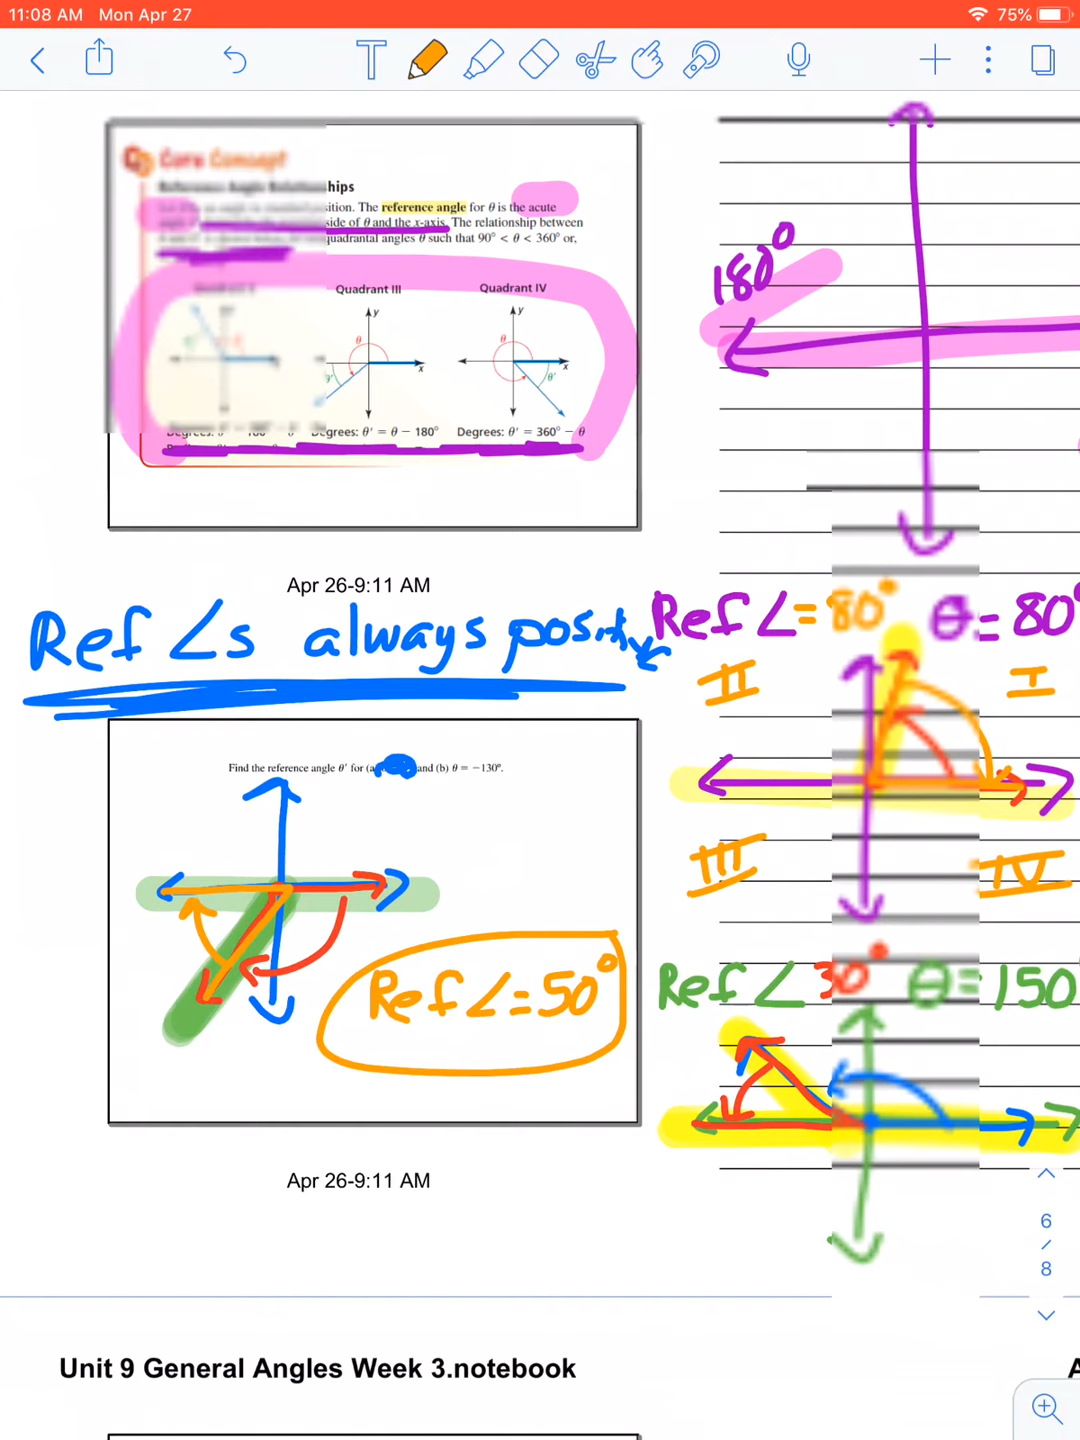 11:08 AM Mon Apr 27
75%
T
Core Concept
Reference Angle Relationships
ition. The reference angle for θ is the acute
side of θ and the x-axis. The relationship between
quadrantal angles θ such that 90° < θ < 360° or,
Quadrant III
Quadrant IV
y
θ
x
y
θ
x
θ'
Degrees: θ' = θ − 180°
Degrees: θ' = 360° − θ
180°
Apr 26-9:11 AM
Ref ∠s always
Ref ∠= 80° θ= 80°
II
I
III
IV
Find the reference angle θ' for (a) and (b) θ = −130°.
Ref ∠= 50°
Ref ∠ 30° θ= 150
Apr 26-9:11 AM
6
/
8
Unit 9 General Angles Week 3.notebook